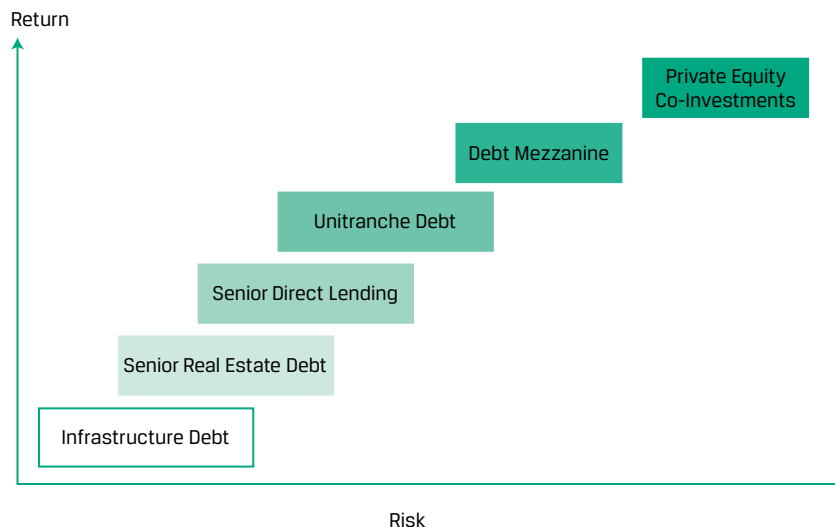 Return
Private Equity
Co-Investments
Debt Mezzanine
Unitranche Debt
Senior Direct Lending
Senior Real Estate Debt
Infrastructure Debt
Risk